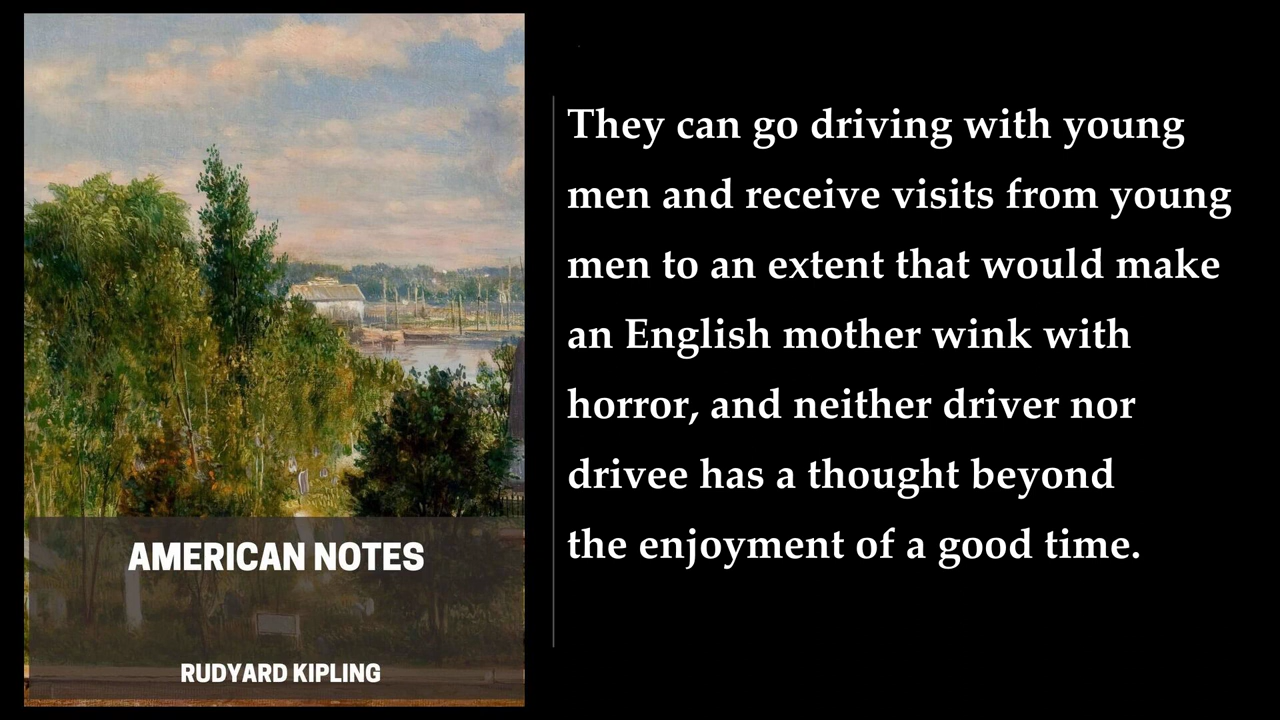 AMERICAN NOTES
RUDYARD KIPLING
They can go driving with young
men and receive visits from young
men to an extent that would make
an English mother wink with
horror, and neither driver nor
drivee has a thought beyond
the enjoyment of a good time.